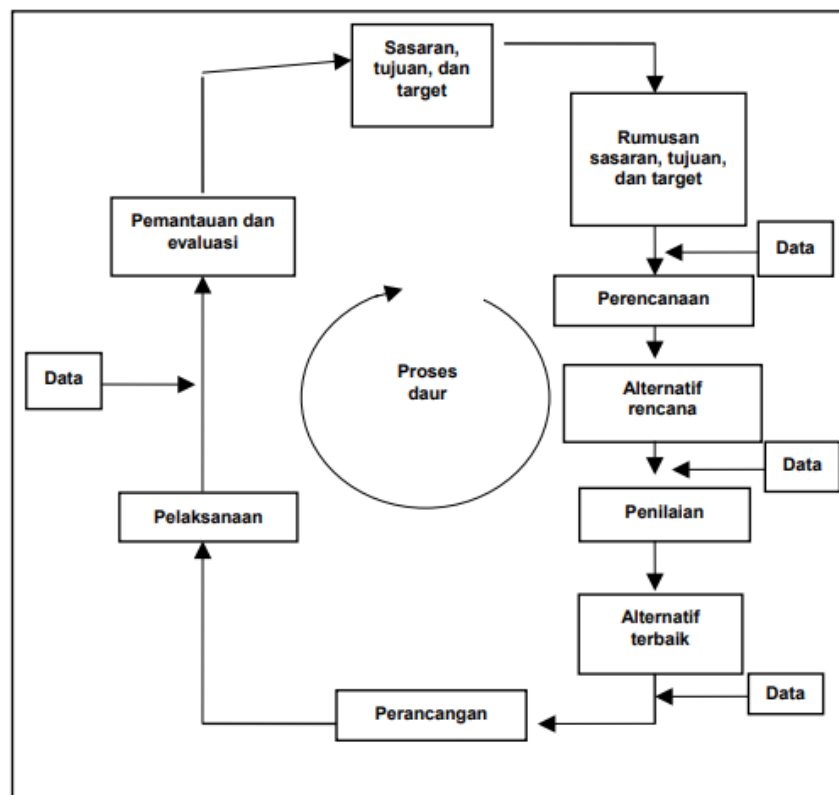 Sasaran,
tujuan, dan
target
Rumusan
sasaran, tujuan,
dan target
Data
Perencanaan
Alternatif
rencana
Data
Penilaian
Alternatif
terbaik
Data
Perancangan
Pelaksanaan
Data
Pemantauan dan
evaluasi
Proses
daur